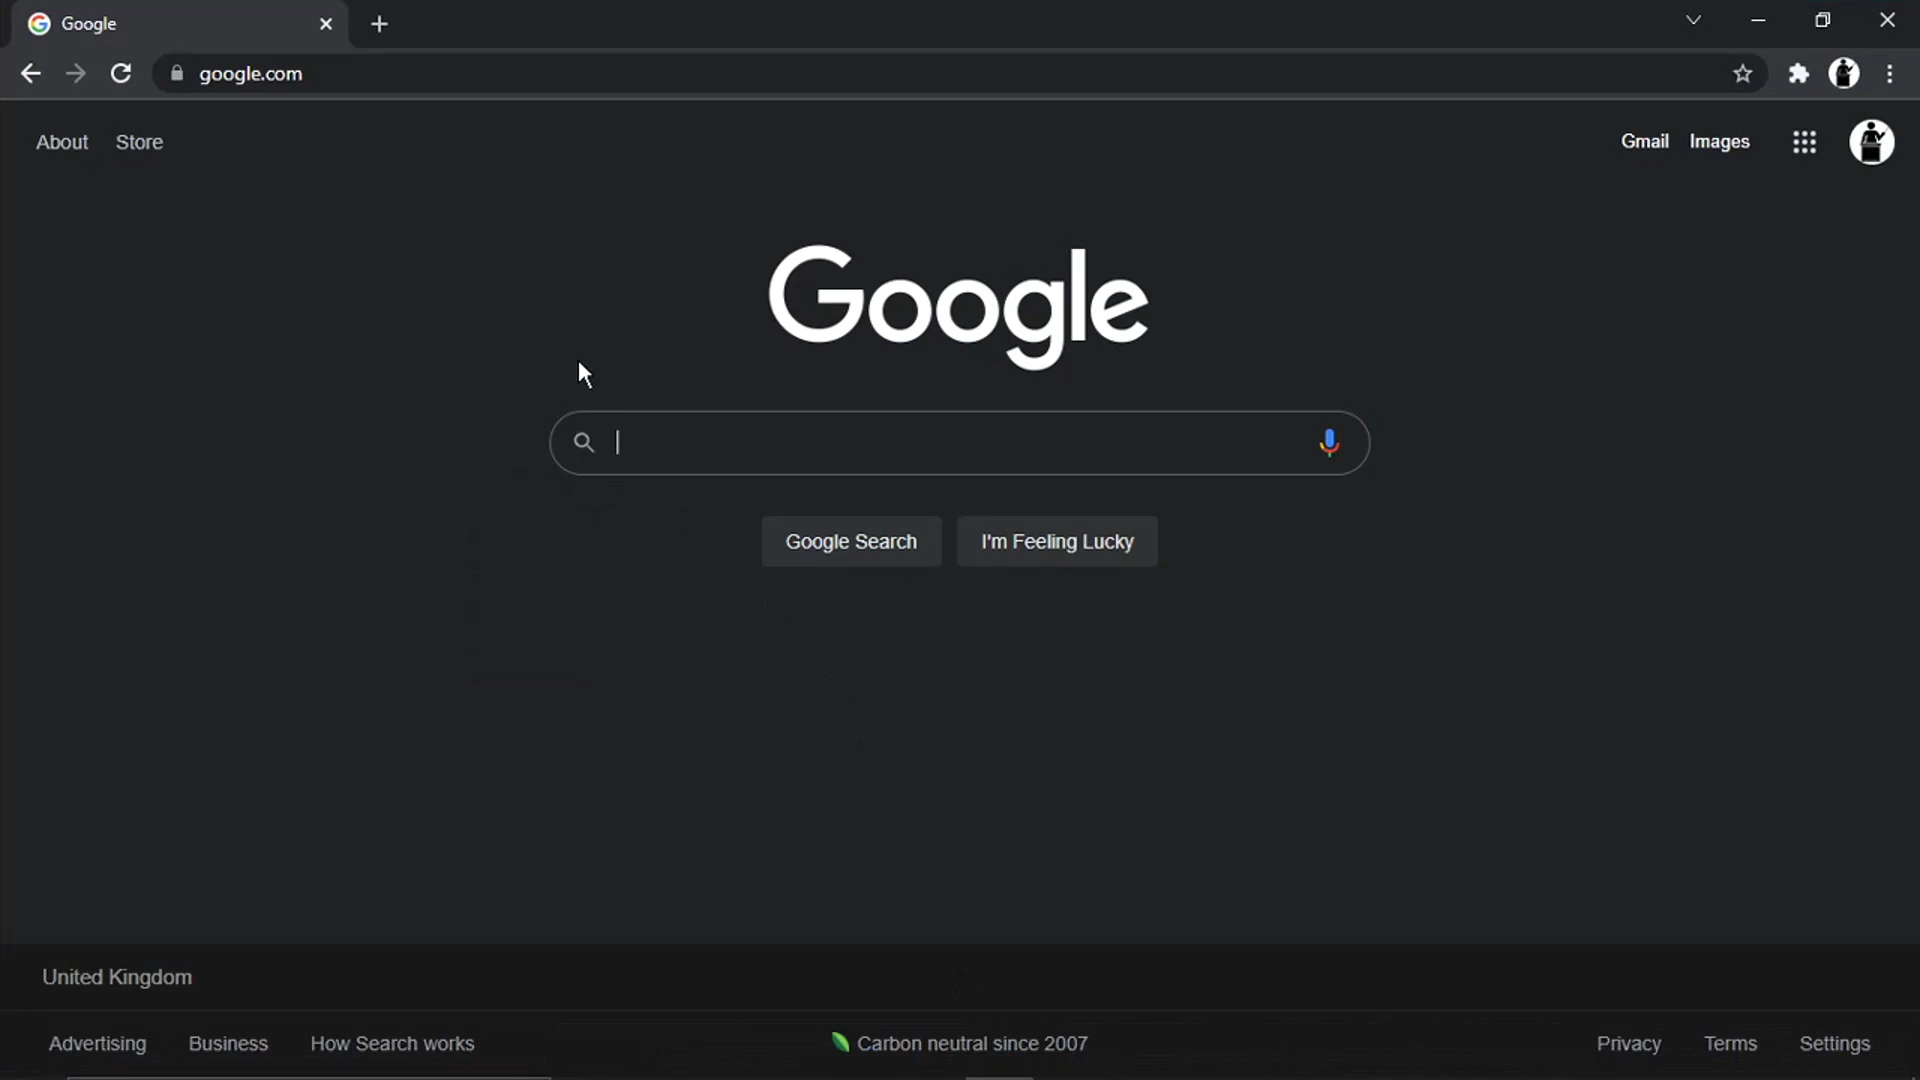 Google
google.com
About Store
Gmail Images
Google
Google Search I'm Feeling Lucky
United Kingdom
Advertising Business How Search works
Carbon neutral since 2007
Privacy Terms Settings